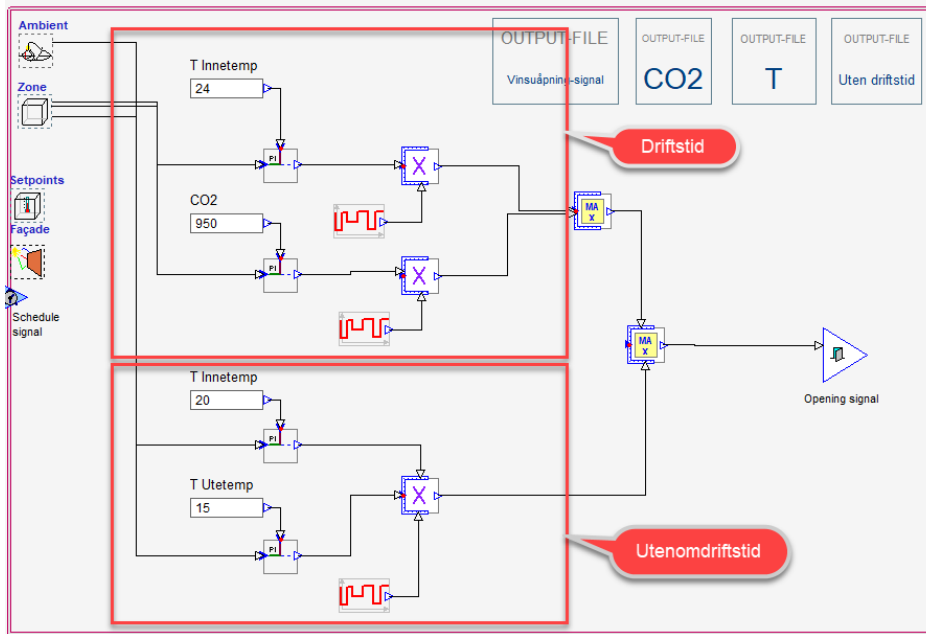 Ambient
OUTPUT-FILE
Vinsuåpning-signal
OUTPUT-FILE
CO2
OUTPUT-FILE
T
OUTPUT-FILE
Uten driftstid
T Innetemp
24
Zone
PI
X
Driftstid
Setpoints
CO2
950
MA
X
Façade
PI
X
Schedule
signal
MA
X
T Innetemp
20
PI
Opening signal
T Utetemp
15
X
PI
Utenomdriftstid